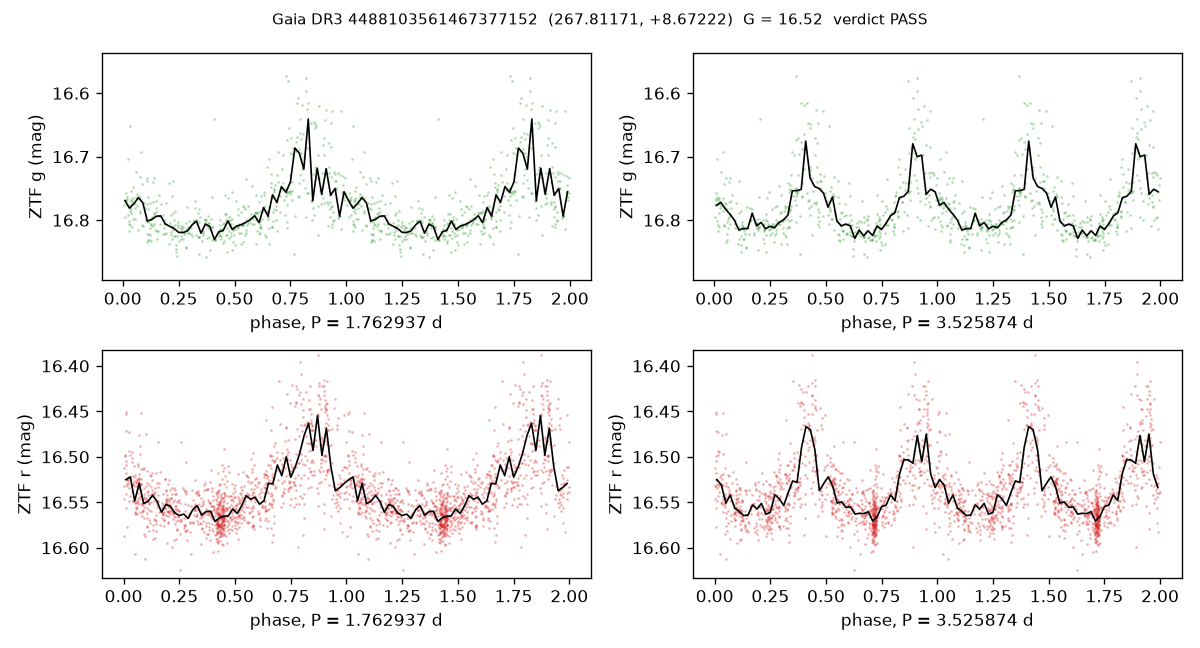 Gaia DR3 4488103561467377152  (267.81171, +8.67222)  G = 16.52  verdict PASS
ZTF g (mag)
16.6
16.7
16.8
0.00 0.25 0.50 0.75 1.00 1.25 1.50 1.75 2.00
phase, P = 1.762937 d
ZTF g (mag)
16.6
16.7
16.8
0.00 0.25 0.50 0.75 1.00 1.25 1.50 1.75 2.00
phase, P = 3.525874 d
ZTF r (mag)
16.40
16.45
16.50
16.55
16.60
0.00 0.25 0.50 0.75 1.00 1.25 1.50 1.75 2.00
phase, P = 1.762937 d
ZTF r (mag)
16.40
16.45
16.50
16.55
16.60
0.00 0.25 0.50 0.75 1.00 1.25 1.50 1.75 2.00
phase, P = 3.525874 d